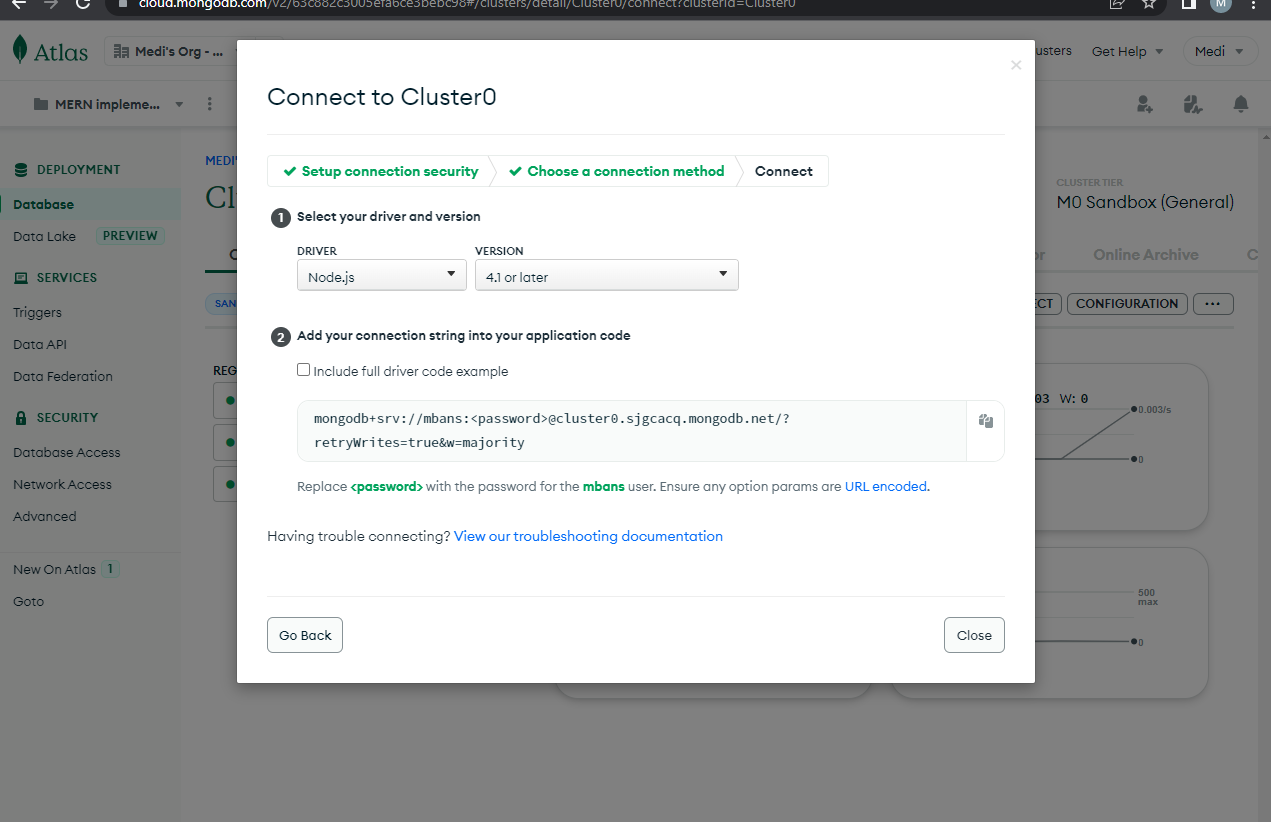 cloud.mongodb.com/v2/63c882c3005efa6ce3bebc98#/clusters/detail/Cluster0/connect?clusterId=Cluster0
M
Atlas
Medi's Org - ...
usters
Get Help
Medi
MERN impleme...
DEPLOYMENT
Database
Data Lake PREVIEW
SERVICES
Triggers
Data API
Data Federation
SECURITY
Database Access
Network Access
Advanced
New On Atlas 1
Goto
MEDI'
Cl
CLUSTER TIER
M0 Sandbox (General)
Online Archive
SAN
CT
CONFIGURATION
...
REG
03 W: 0
0.003/s
0
500
max
0
Connect to Cluster0
Setup connection security
Choose a connection method
Connect
1 Select your driver and version
DRIVER VERSION
Node.js 4.1 or later
2 Add your connection string into your application code
Include full driver code example
mongodb+srv://mbans:<password>@cluster0.sjgcacq.mongodb.net/?
retryWrites=true&w=majority
Replace <password> with the password for the mbans user. Ensure any option params are URL encoded.
Having trouble connecting? View our troubleshooting documentation
Go Back
Close